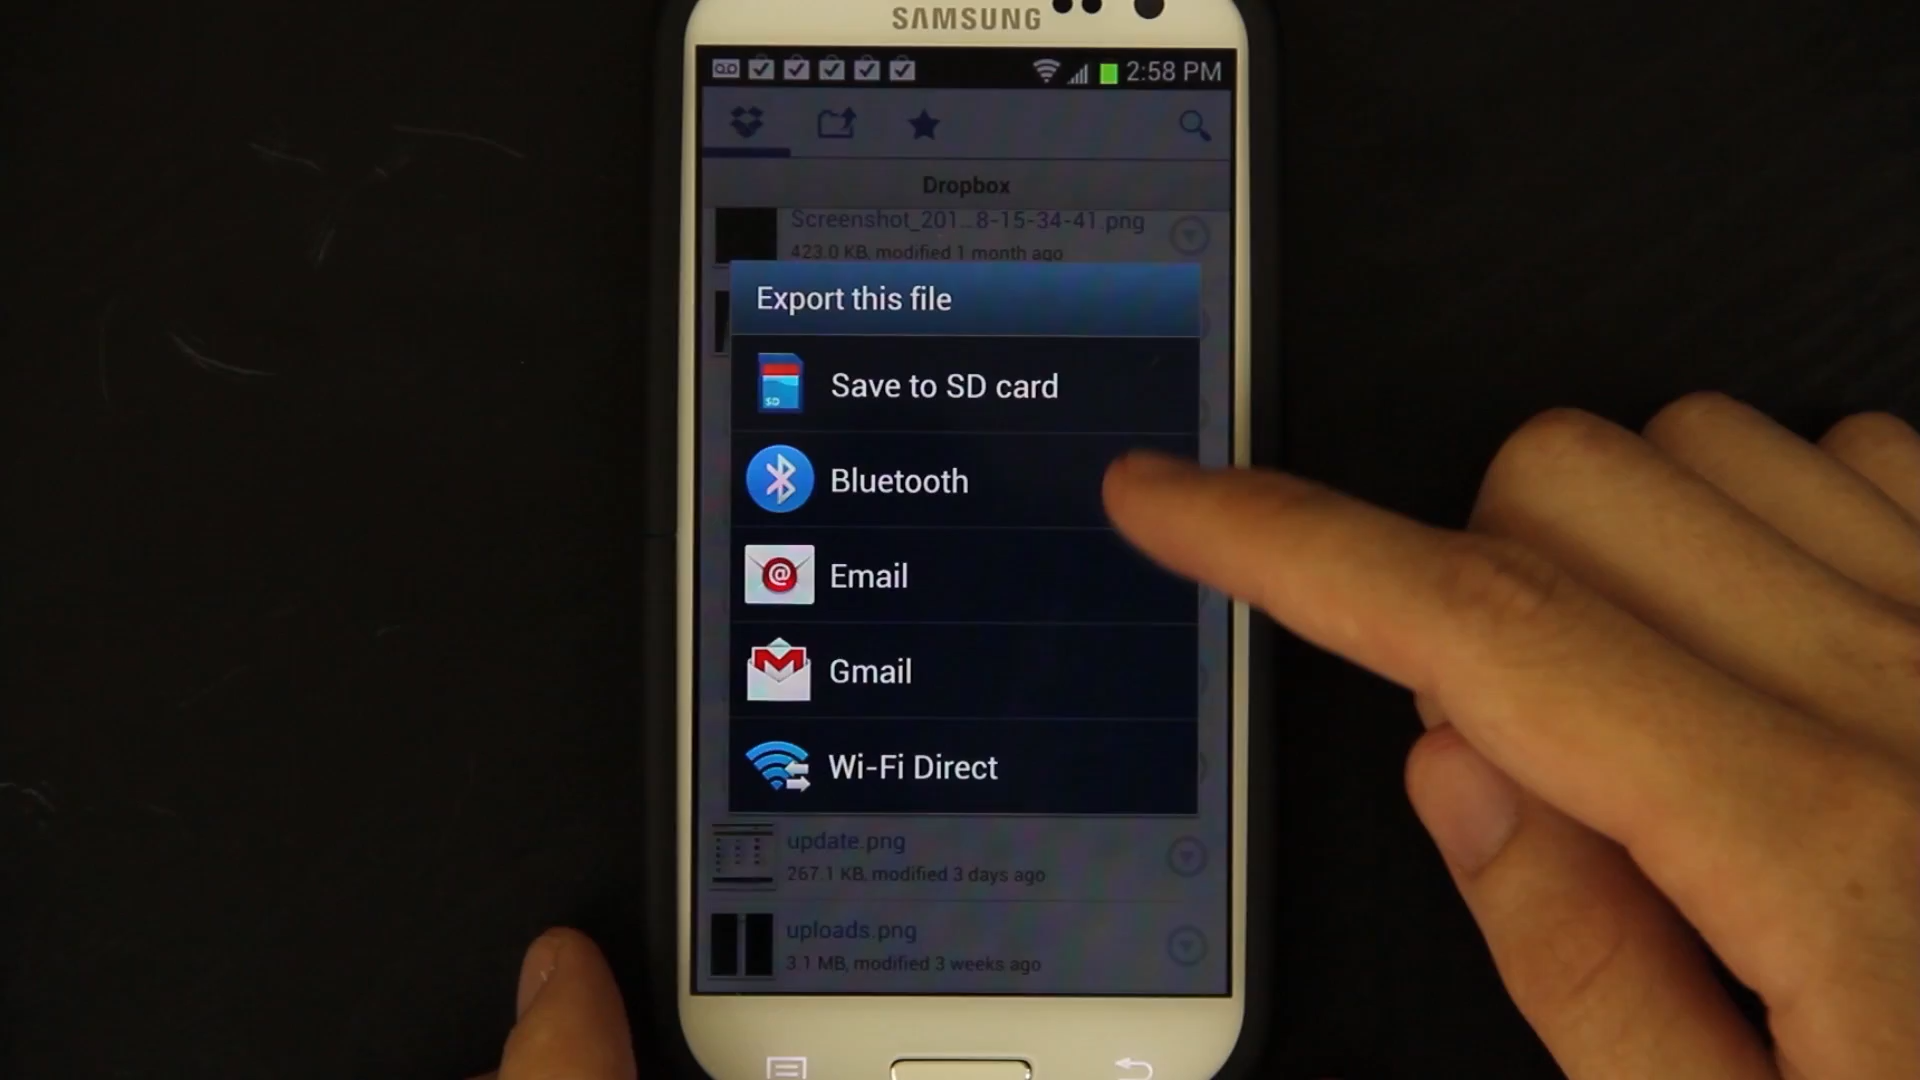 SAMSUNG
2:58 PM
Dropbox
Screenshot_201...8-15-34-41.png
423.0 KB, modified 1 month ago
Export this file
SD
Save to SD card
Bluetooth
@
Email
Gmail
Wi-Fi Direct
update.png
267.1 KB, modified 3 days ago
uploads.png
3.1 MB, modified 3 weeks ago